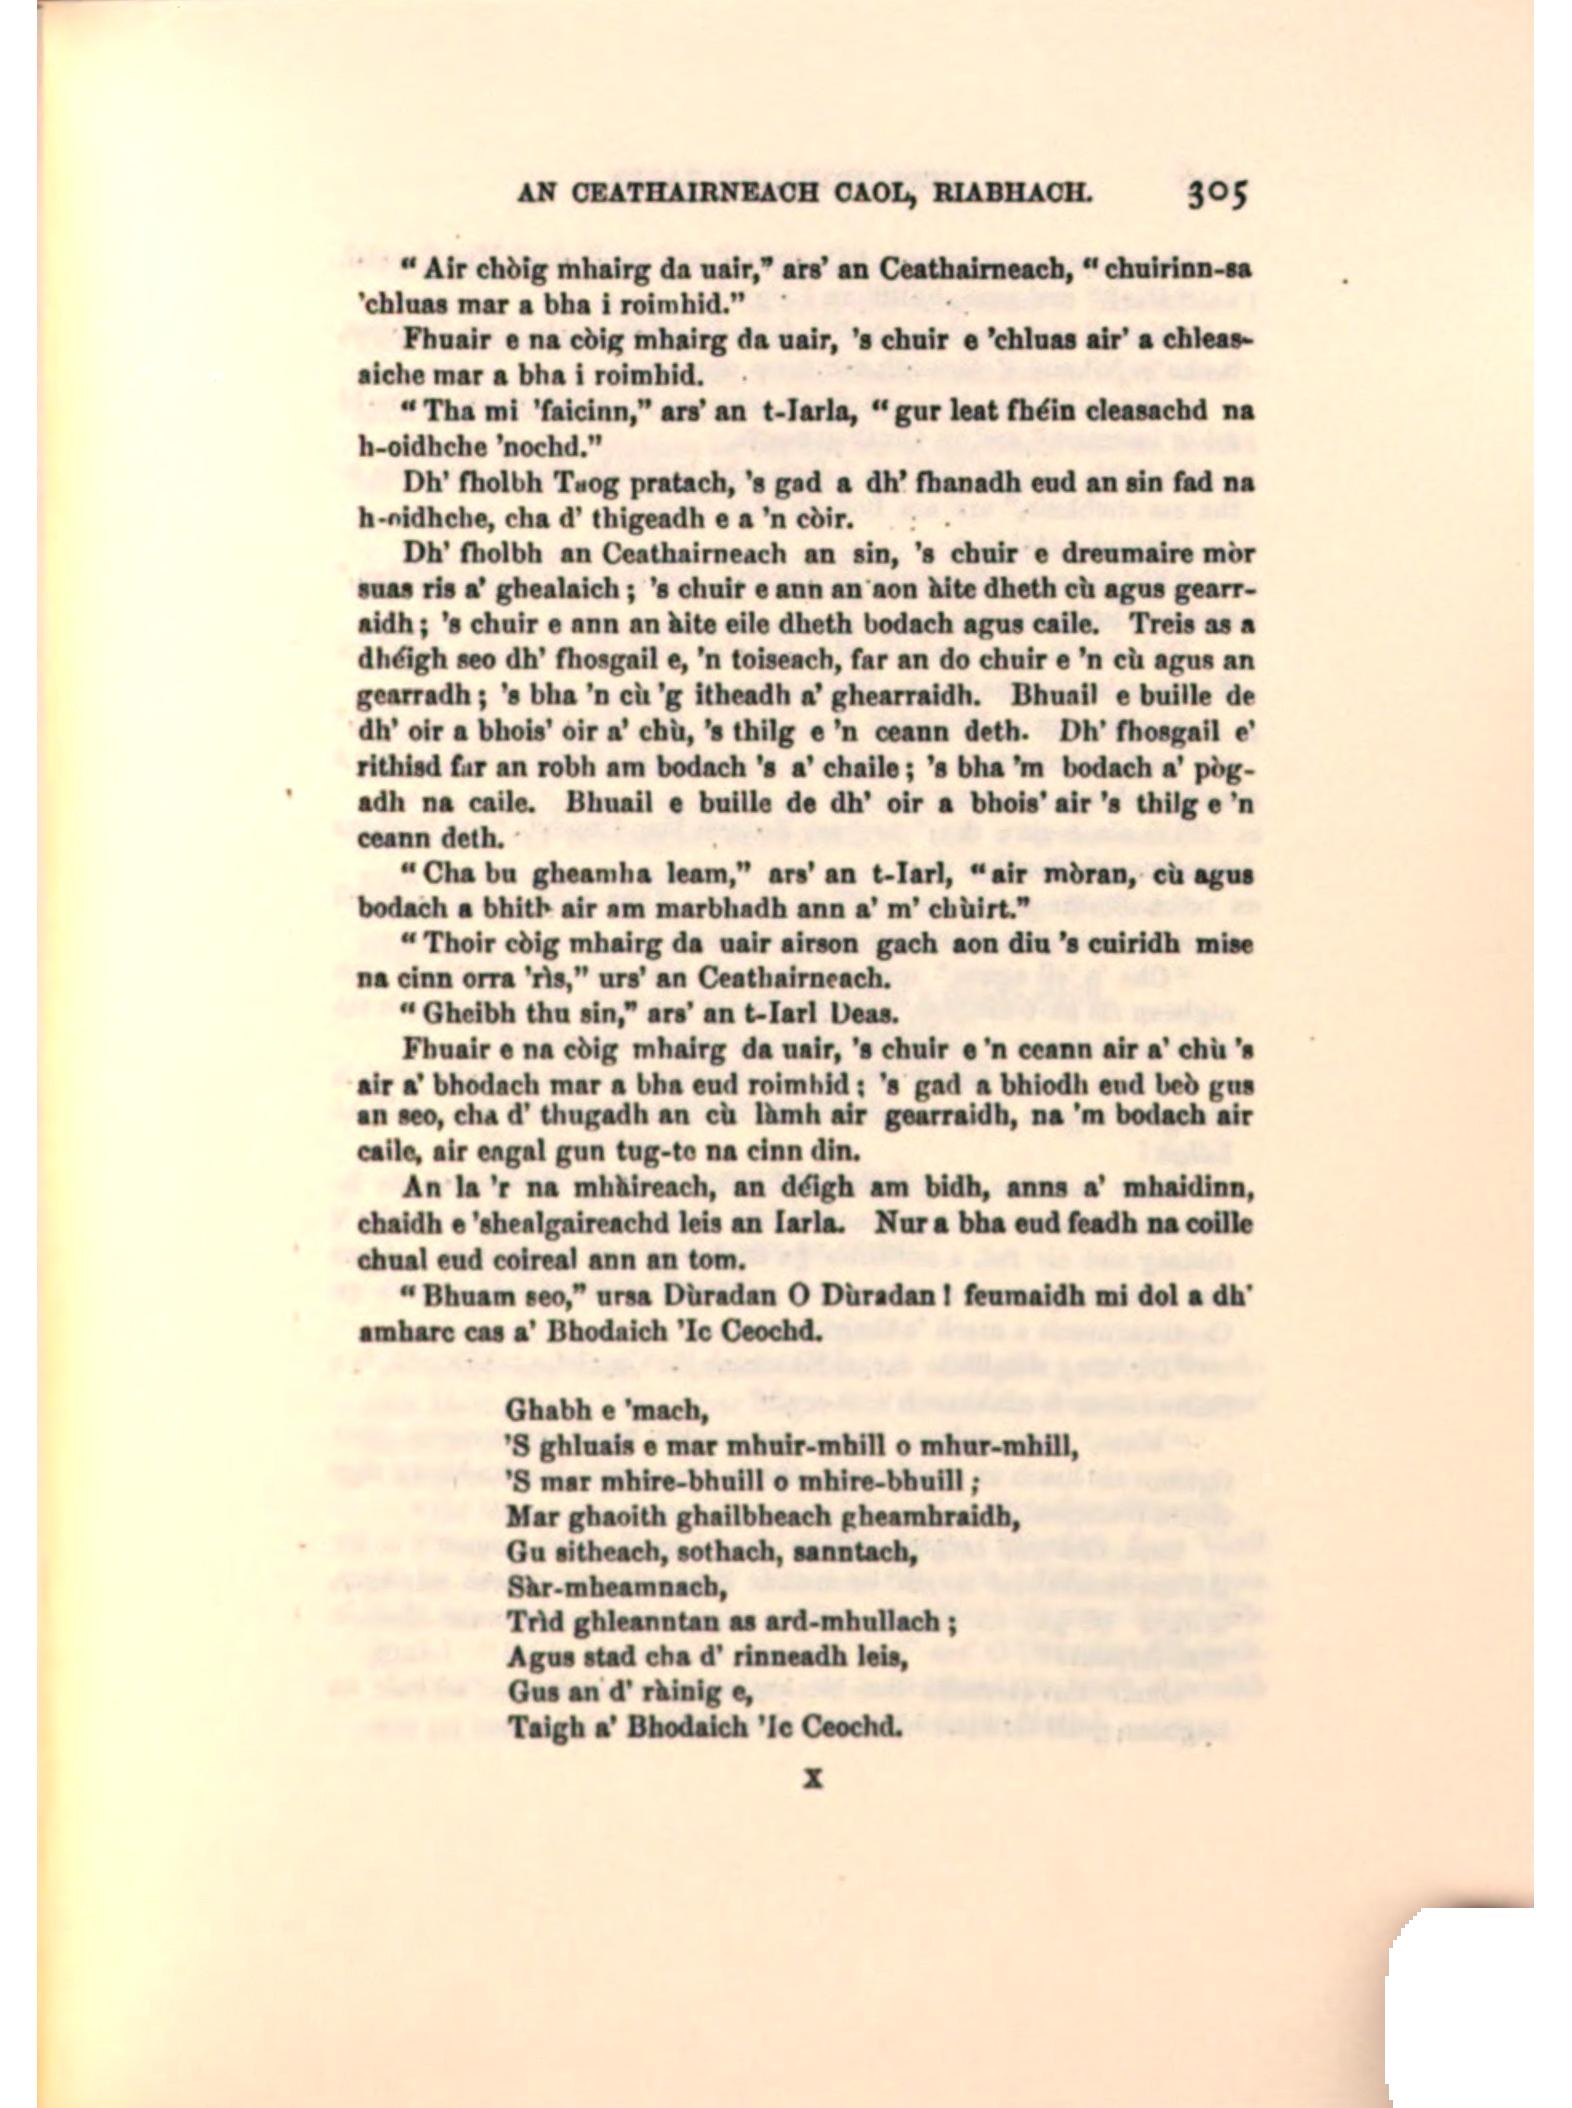 AN CEATHAIRNEACH CAOL, RIABHACH. 305
“ Air chòig mhairg da uair,” ars’ an Ceathairneach, “ chuirinn-sa
’chluas mar a bha i roimhid.”
Fhuair e na còig mhairg da uair, ’s chuir e ’chluas air’ a chleas-
aiche mar a bha i roimhid.
“ Tha mi ’faicinn,” ars’ an t-Iarla, “ gur leat fhéin cleasachd na
h-oidhche ’nochd.”
Dh’ fholbh Taog pratach, ’s gad a dh’ fhanadh eud an sin fad na
h-oidhche, cha d’ thigeadh e a ’n còir.
Dh’ fholbh an Ceathairneach an sin, ’s chuir e dreumaire mòr
suas ris a’ ghealaich ; ’s chuir e ann an aon àite dheth cù agus gearr-
aidh ; ’s chuir e ann an àite eile dheth bodach agus caile. Treis as a
dhéigh seo dh’ fhosgail e, ’n toiseach, far an do chuir e ’n cù agus an
gearradh ; ’s bha ’n cù ’g itheadh a’ ghearraidh. Bhuail e buille de
dh’ oir a bhois’ oir a’ chù, ’s thilg e ’n ceann deth. Dh’ fhosgail e’
rithisd far an robh am bodach ’s a’ chaile ; ’s bha ’m bodach a’ pòg-
adh na caile. Bhuail e buille de dh’ oir a bhois’ air ’s thilg e ’n
ceann deth.
“ Cha bu gheamha leam,” ars’ an t-Iarl, “ air mòran, cù agus
bodach a bhith air am marbhadh ann a’ m’ chùirt.”
“ Thoir còig mhairg da uair airson gach aon diu ’s cuiridh mise
na cinn orra ’rìs,” urs’ an Ceathairneach.
“ Gheibh thu sin,” ars’ an t-Iarl Deas.
Fhuair e na còig mhairg da uair, ’s chuir e ’n ceann air a’ chù ’s
air a’ bhodach mar a bha eud roimhid ; ’s gad a bhiodh eud beò gus
an seo, cha d’ thugadh an cù làmh air gearraidh, na ’m bodach air
caile, air eagal gun tug-te na cinn din.
An la ’r na mhàireach, an déigh am bidh, anns a’ mhaidinn,
chaidh e ’shealgaireachd leis an Iarla. Nur a bha eud feadh na coille
chual eud coireal ann an tom.
“ Bhuam seo,” ursa Dùradan O Dùradan ! feumaidh mi dol a dh’
amharc cas a’ Bhodaich ’Ic Ceochd.
Ghabh e ’mach,
’S ghluais e mar mhuir-mhill o mhur-mhill,
’S mar mhire-bhuill o mhire-bhuill ;
Mar ghaoith ghailbheach gheamhraidh,
Gu sitheach, sothach, sanntach,
Sàr-mheamnach,
Trìd ghleanntan as ard-mhullach ;
Agus stad cha d’ rinneadh leis,
Gus an d’ ràinig e,
Taigh a’ Bhodaich ’Ic Ceochd.
X